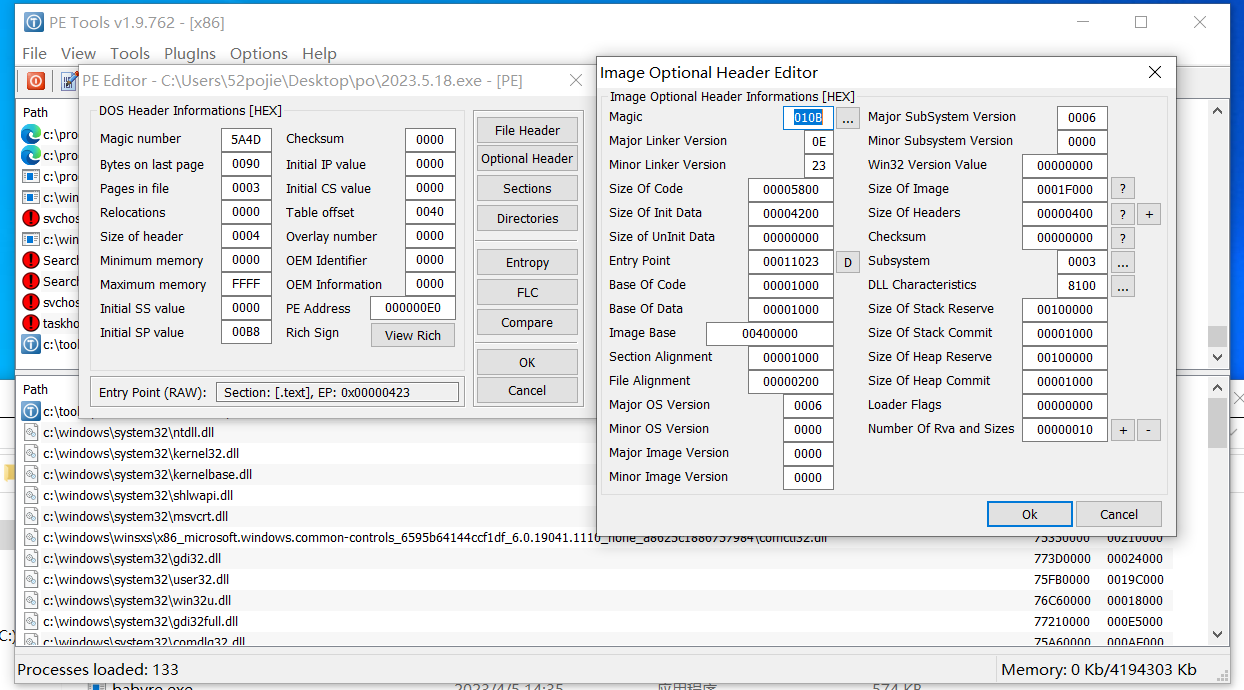 PE Tools v1.9.762 - [x86]
File View Tools PlugIns Options Help
Path
c:\pro
c:\pro
c:\pro
c:\win
svchos
c:\win
Search
Search
svchos
taskho
c:\tool
PE Editor - C:\Users\52pojie\Desktop\po\2023.5.18.exe - [PE]
DOS Header Informations [HEX]
Magic number 5A4D Checksum 0000
Bytes on last page 0090 Initial IP value 0000
Pages in file 0003 Initial CS value 0000
Relocations 0000 Table offset 0040
Size of header 0004 Overlay number 0000
Minimum memory 0000 OEM Identifier 0000
Maximum memory FFFF OEM Information 0000
Initial SS value 0000 PE Address 000000E0
Initial SP value 00B8 Rich Sign View Rich
Entry Point (RAW): Section: [.text], EP: 0x00000423
File Header
Optional Header
Sections
Directories
Entropy
FLC
Compare
OK
Cancel
Image Optional Header Editor
Image Optional Header Informations [HEX]
Magic 010B ... Major SubSystem Version 0006
Major Linker Version 0E Minor Subsystem Version 0000
Minor Linker Version 23 Win32 Version Value 00000000
Size Of Code 00005800 Size Of Image 0001F000 ?
Size Of Init Data 00004200 Size Of Headers 00000400 ? +
Size of UnInit Data 00000000 Checksum 00000000 ?
Entry Point 00011023 D Subsystem 0003 ...
Base Of Code 00001000 DLL Characteristics 8100 ...
Base Of Data 00001000 Size Of Stack Reserve 00100000
Image Base 00400000 Size Of Stack Commit 00001000
Section Alignment 00001000 Size Of Heap Reserve 00100000
File Alignment 00000200 Size Of Heap Commit 00001000
Major OS Version 0006 Loader Flags 00000000
Minor OS Version 0000 Number Of Rva and Sizes 00000010 + -
Major Image Version 0000
Minor Image Version 0000
Ok Cancel
Path
c:\tool
c:\windows\system32\ntdll.dll
c:\windows\system32\kernel32.dll
c:\windows\system32\kernelbase.dll
c:\windows\system32\shlwapi.dll
c:\windows\system32\msvcrt.dll
c:\windows\winsxs\x86_microsoft.windows.common-controls_6595b64144ccf1df_6.0.19041.1110_none_a8625c1886757984\comctl32.dll 75350000 00210000
c:\windows\system32\gdi32.dll 773D0000 00024000
c:\windows\system32\user32.dll 75FB0000 0019C000
c:\windows\system32\win32u.dll 76C60000 00018000
c:\windows\system32\gdi32full.dll 77210000 000E5000
c:\windows\system32\comdlg32.dll 75A60000 000AF000
C:\
Processes loaded: 133 Memory: 0 Kb/4194303 Kb
babyre.exe 2023/4/5 14:35 应用程序 574 KB